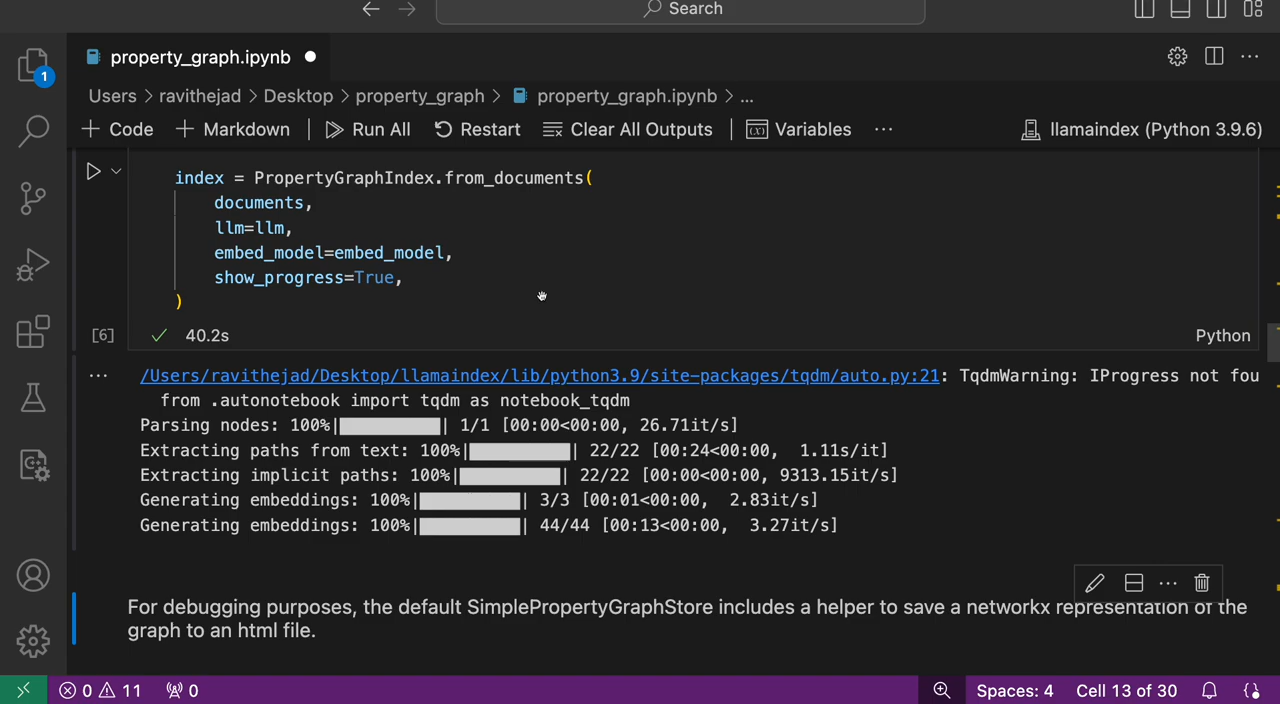 Search
property_graph.ipynb
1
Users > ravithejad > Desktop > property_graph > property_graph.ipynb > ...
+ Code + Markdown | Run All Restart Clear All Outputs | Variables ... llamaindex (Python 3.9.6)
index = PropertyGraphIndex.from_documents(
documents,
llm=llm,
embed_model=embed_model,
show_progress=True,
)
[6] 40.2s Python
/Users/ravithejad/Desktop/llamaindex/lib/python3.9/site-packages/tqdm/auto.py:21: TqdmWarning: IProgress not fou
from .autonotebook import tqdm as notebook_tqdm
Parsing nodes: 100%| | 1/1 [00:00<00:00, 26.71it/s]
Extracting paths from text: 100%| | 22/22 [00:24<00:00, 1.11s/it]
Extracting implicit paths: 100%| | 22/22 [00:00<00:00, 9313.15it/s]
Generating embeddings: 100%| | 3/3 [00:01<00:00, 2.83it/s]
Generating embeddings: 100%| | 44/44 [00:13<00:00, 3.27it/s]
For debugging purposes, the default SimplePropertyGraphStore includes a helper to save a networkx representation of the
graph to an html file.
0 11 0 Spaces: 4 Cell 13 of 30